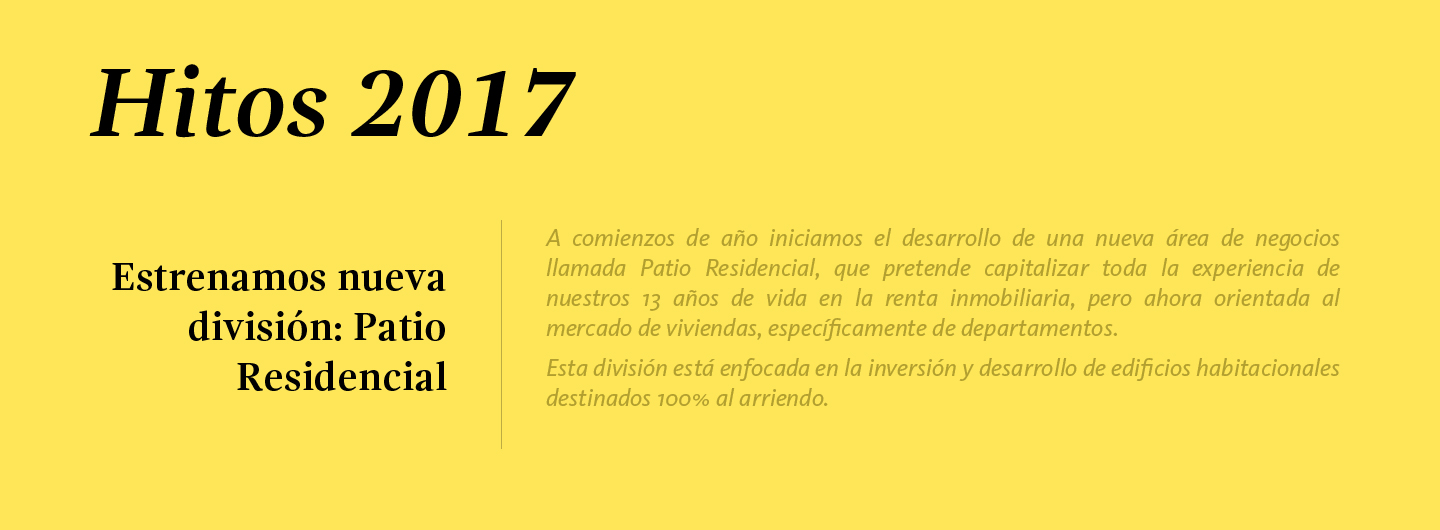 Hitos 2017
Estrenamos nueva
división: Patio
Residencial
A comienzos de año iniciamos el desarrollo de una nueva área de negocios
llamada Patio Residencial, que pretende capitalizar toda la experiencia de
nuestros 13 años de vida en la renta inmobiliaria, pero ahora orientada al
mercado de viviendas, específicamente de departamentos.
Esta división está enfocada en la inversión y desarrollo de edificios habitacionales
destinados 100% al arriendo.